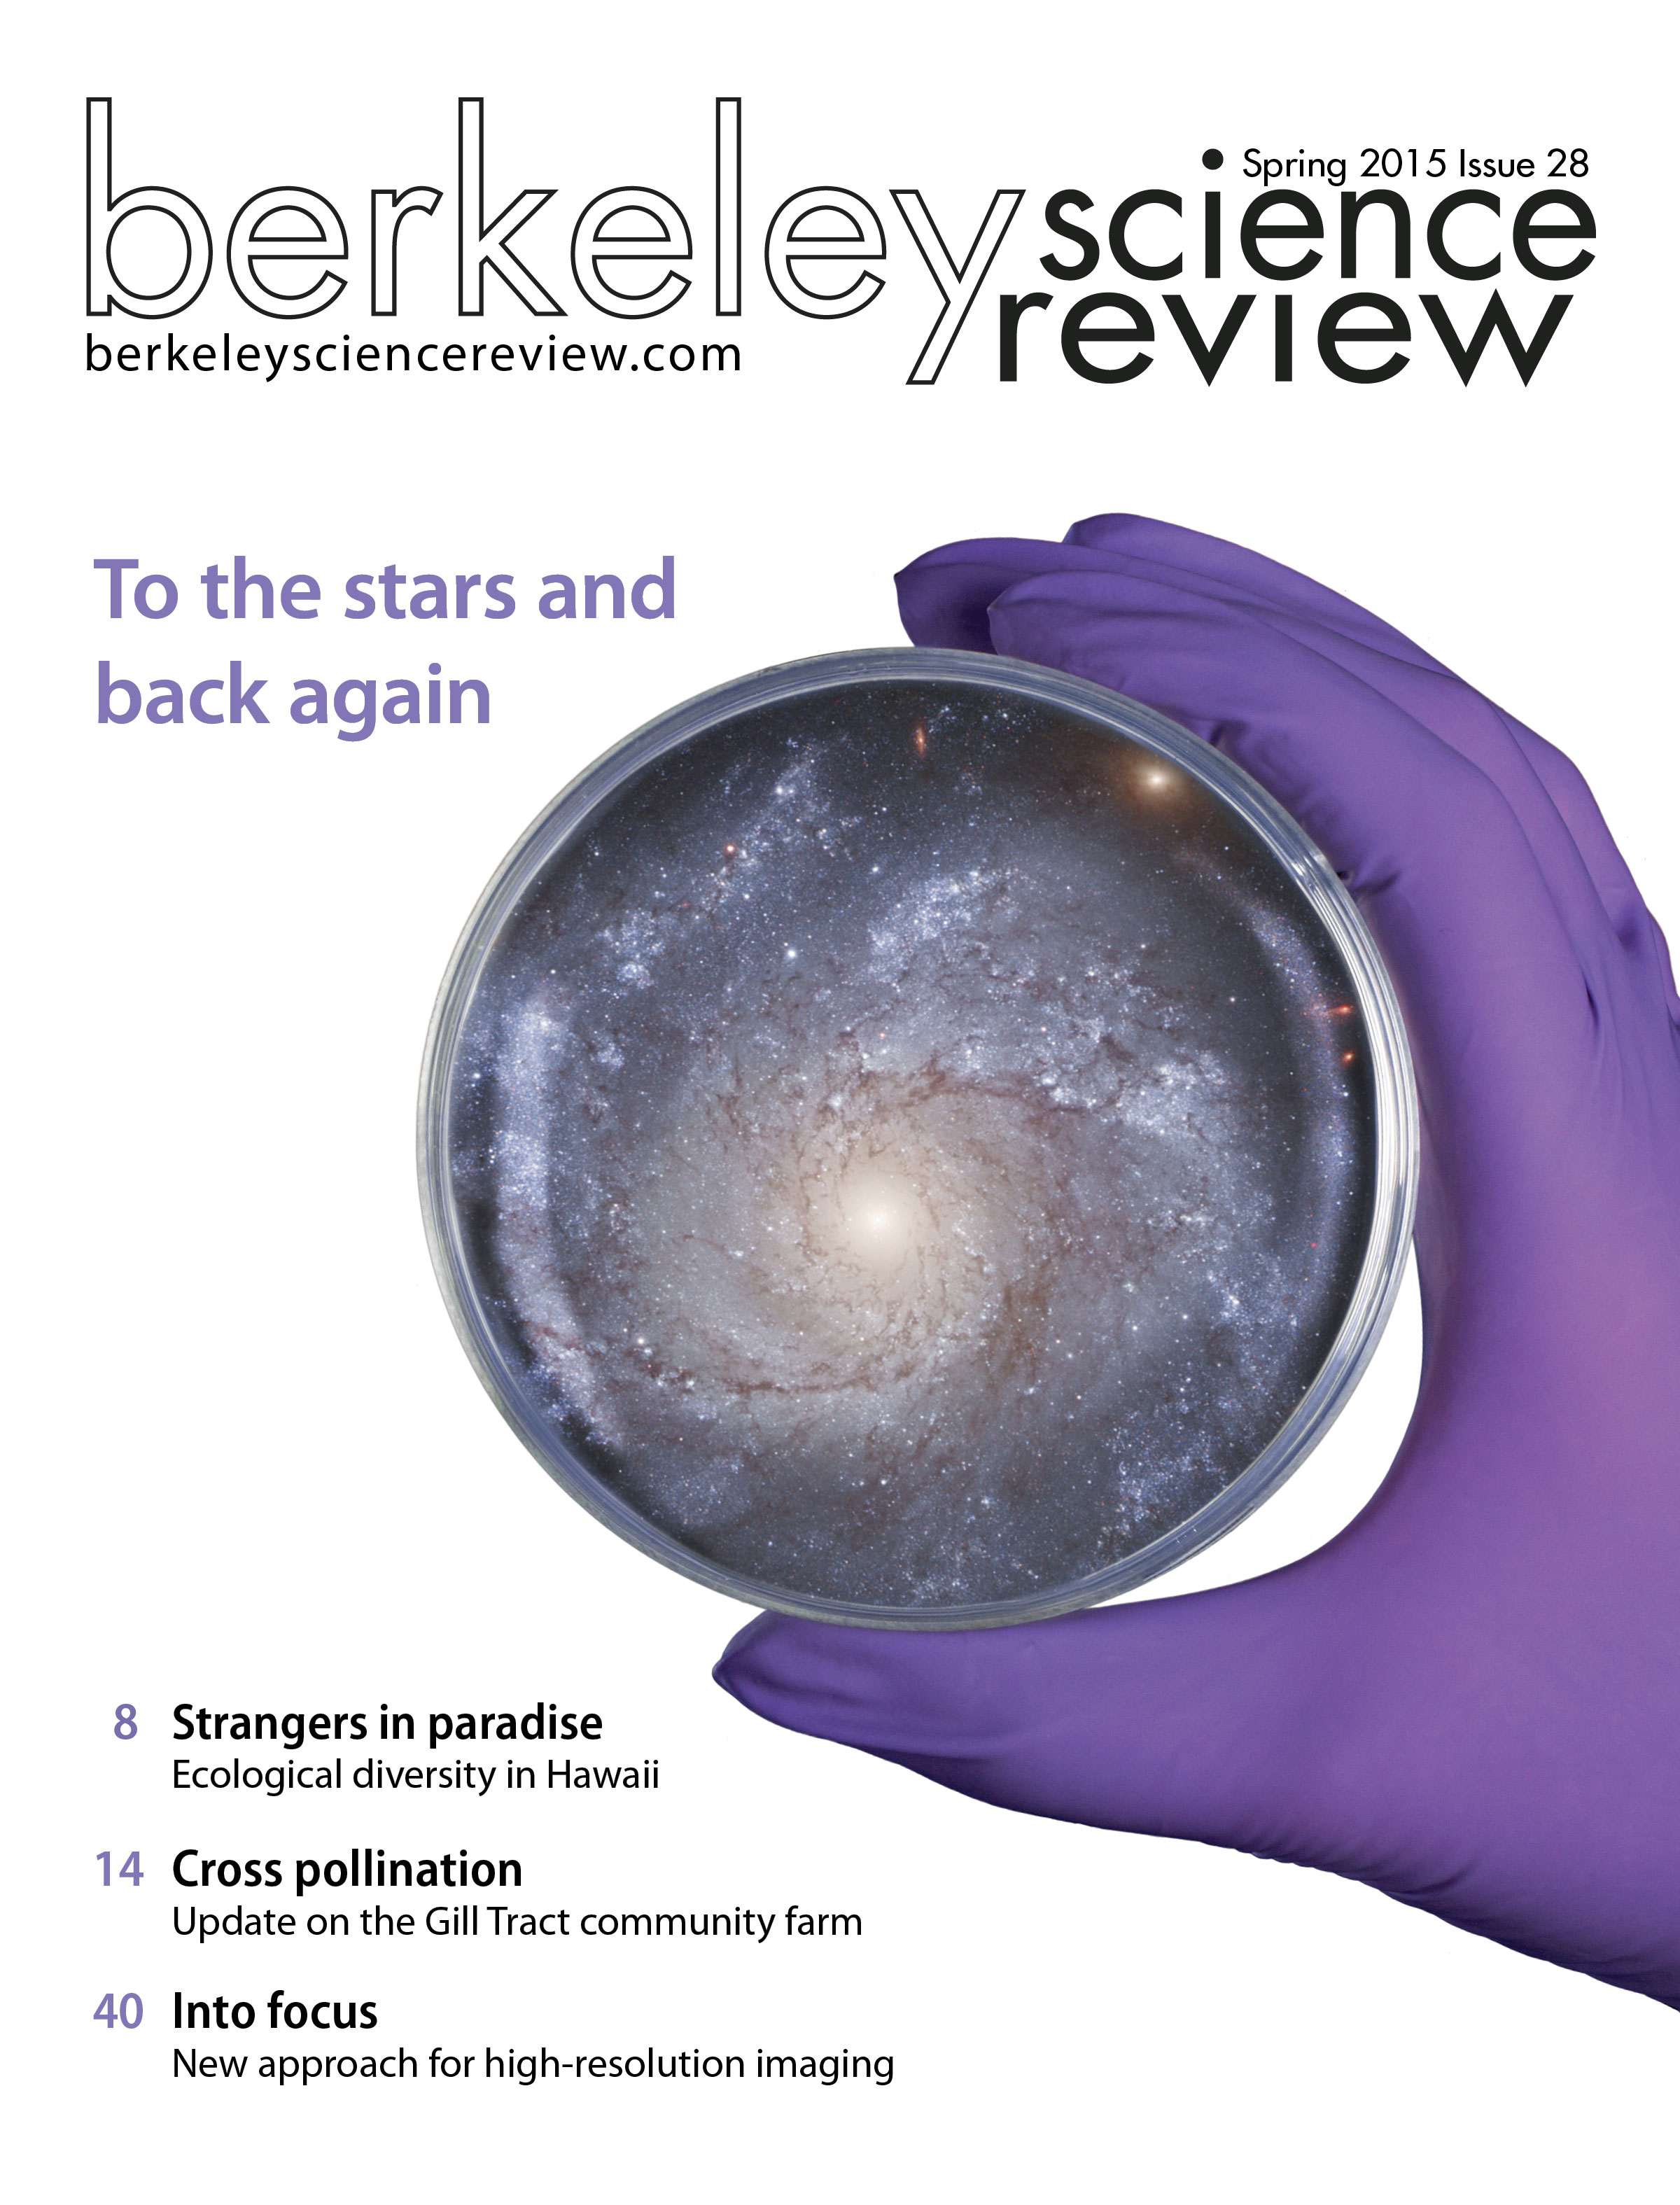 berkeley science review
• Spring 2015 Issue 28
berkeleysciencereview.com
To the stars and
back again
8 Strangers in paradise
Ecological diversity in Hawaii
14 Cross pollination
Update on the Gill Tract community farm
40 Into focus
New approach for high-resolution imaging